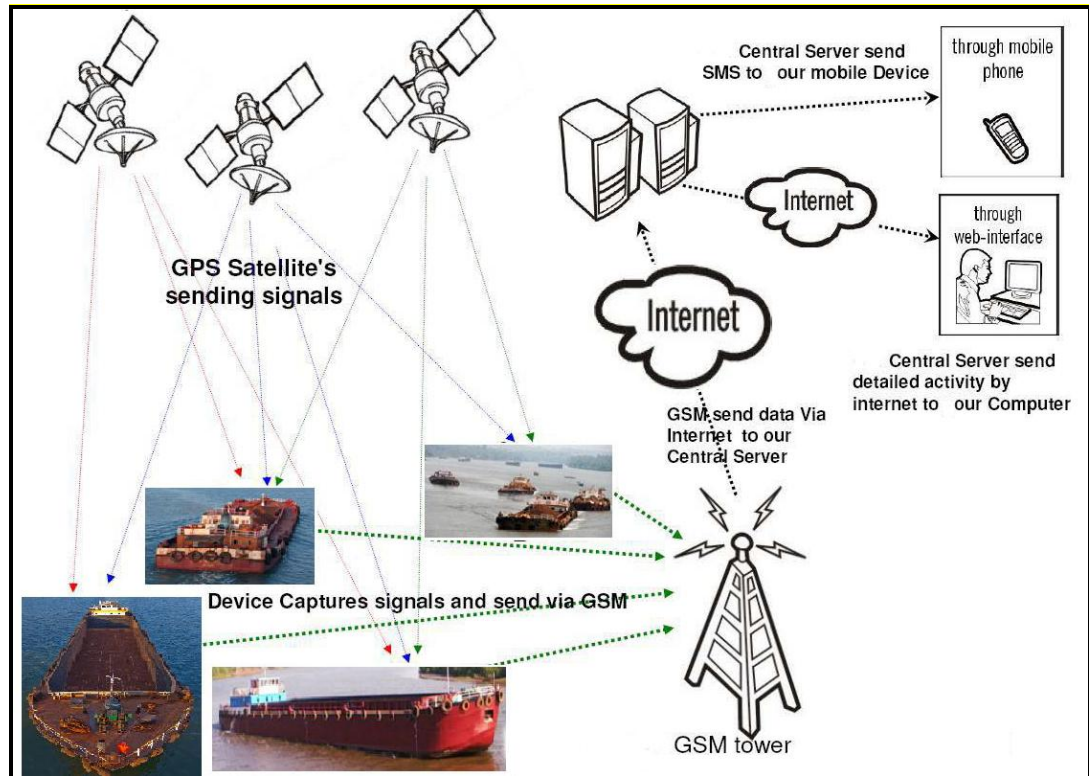 Central Server send
SMS to our mobile Device
through mobile
phone
Internet
through
web-interface
GPS Satellite's
sending signals
Internet
Central Server send
detailed activity by
internet to our Computer
GSM send data Via
Internet to our
Central Server
Device Captures signals and send via GSM
GSM tower